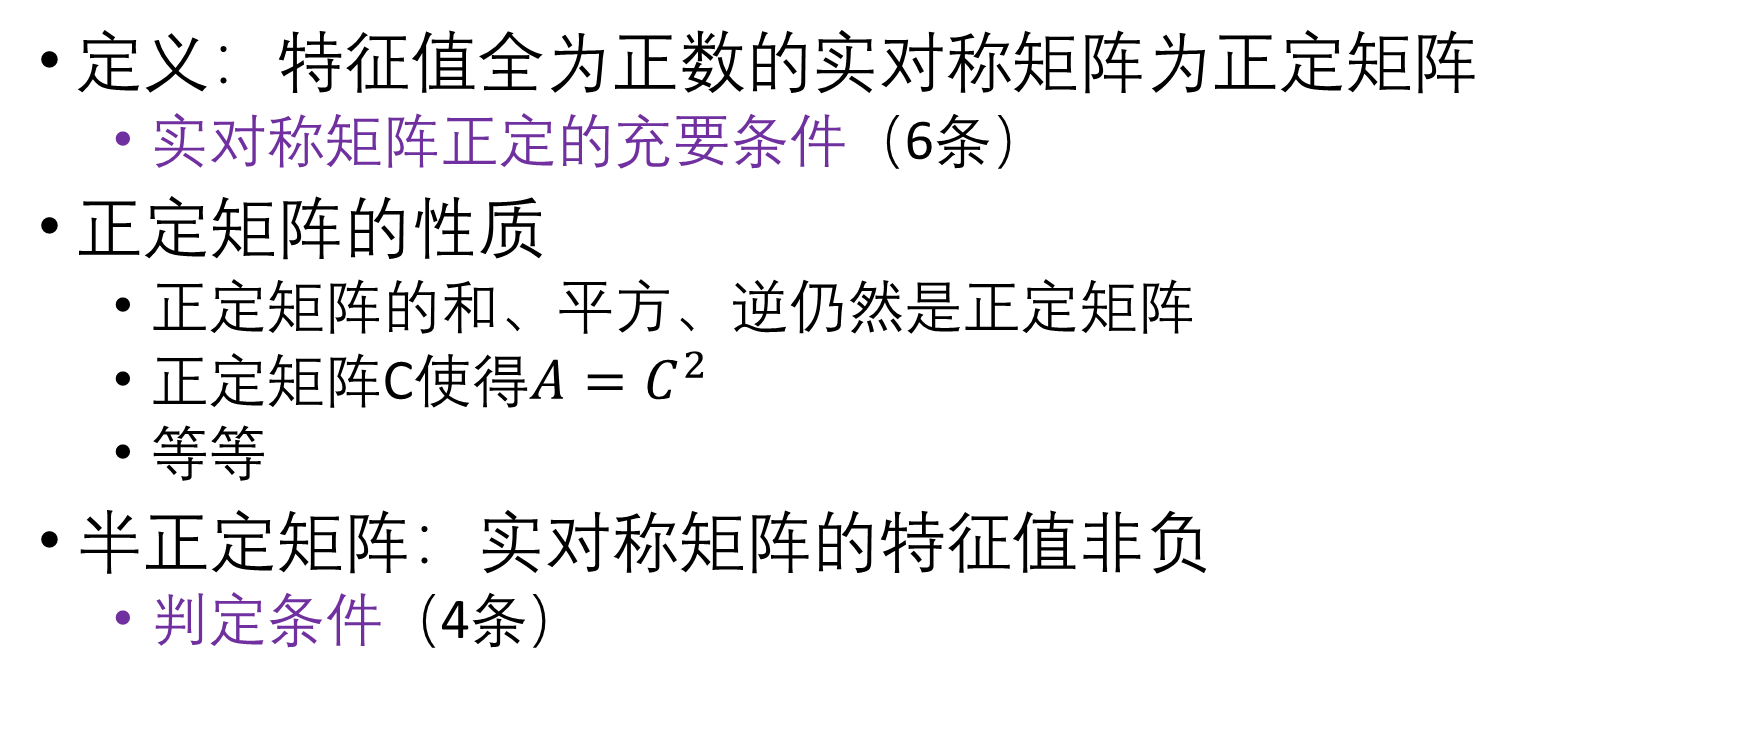 • 定义：特征值全为正数的实对称矩阵为正定矩阵
• 实对称矩阵正定的充要条件（6条）
• 正定矩阵的性质
• 正定矩阵的和、平方、逆仍然是正定矩阵
• 正定矩阵C使得A = C²
• 等等
• 半正定矩阵：实对称矩阵的特征值非负
• 判定条件（4条）